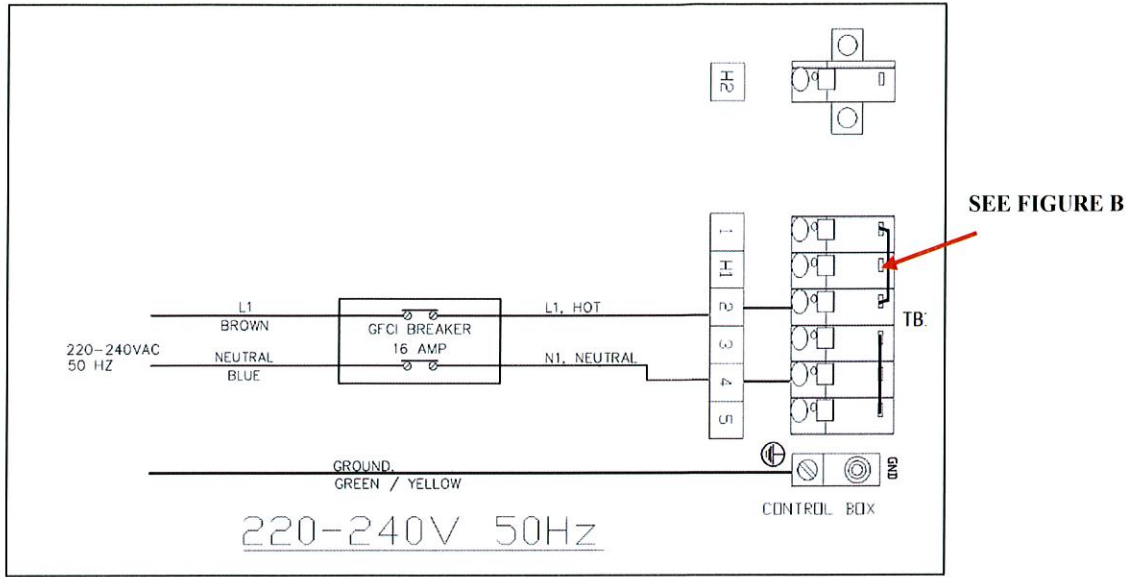 H2
SEE FIGURE B
1
H1
2
3
4
5
TB:
L1
BROWN
GFCI BREAKER
16 AMP
L1, HOT
220-240VAC
50 HZ
NEUTRAL
BLUE
N1, NEUTRAL
GROUND,
GREEN / YELLOW
GND
CONTROL BOX
220-240V 50Hz